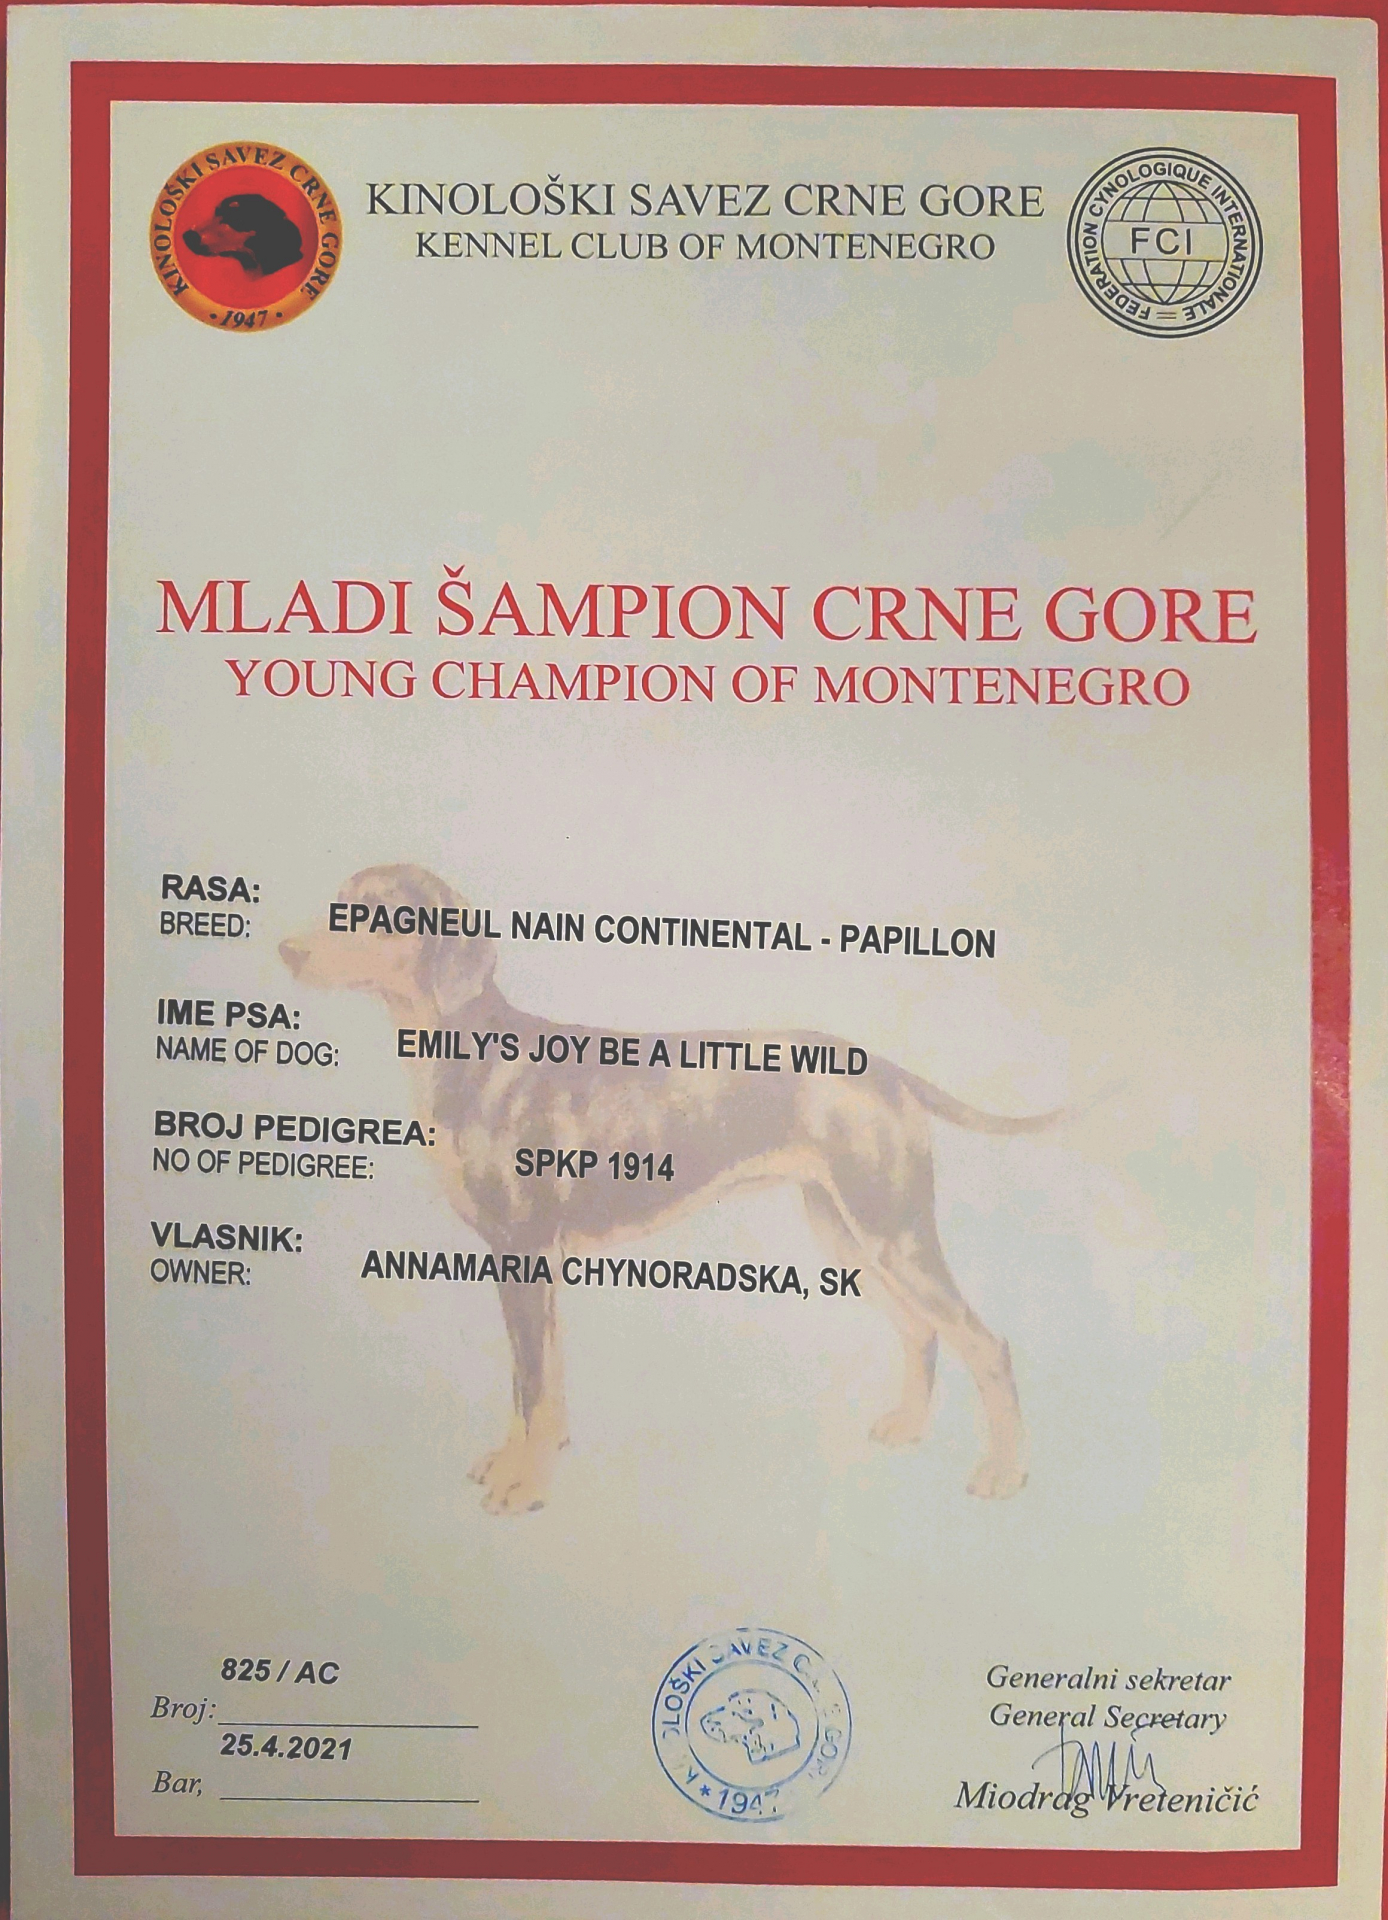 KINOLOŠKI SAVEZ CRNE GORE
• 1947 •
KINOLOŠKI SAVEZ CRNE GORE
KENNEL CLUB OF MONTENEGRO
FEDERATION CYNOLOGIQUE INTERNATIONALE
FCI
MLADI ŠAMPION CRNE GORE
YOUNG CHAMPION OF MONTENEGRO
RASA:
BREED: EPAGNEUL NAIN CONTINENTAL - PAPILLON
IME PSA:
NAME OF DOG: EMILY'S JOY BE A LITTLE WILD
BROJ PEDIGREA:
NO OF PEDIGREE: SPKP 1914
VLASNIK:
OWNER: ANNAMARIA CHYNORADSKA, SK
825 / AC
Broj:
25.4.2021
Bar,
SAVEZ
Generalni sekretar
General Secretary
Miodrag Vreteničić